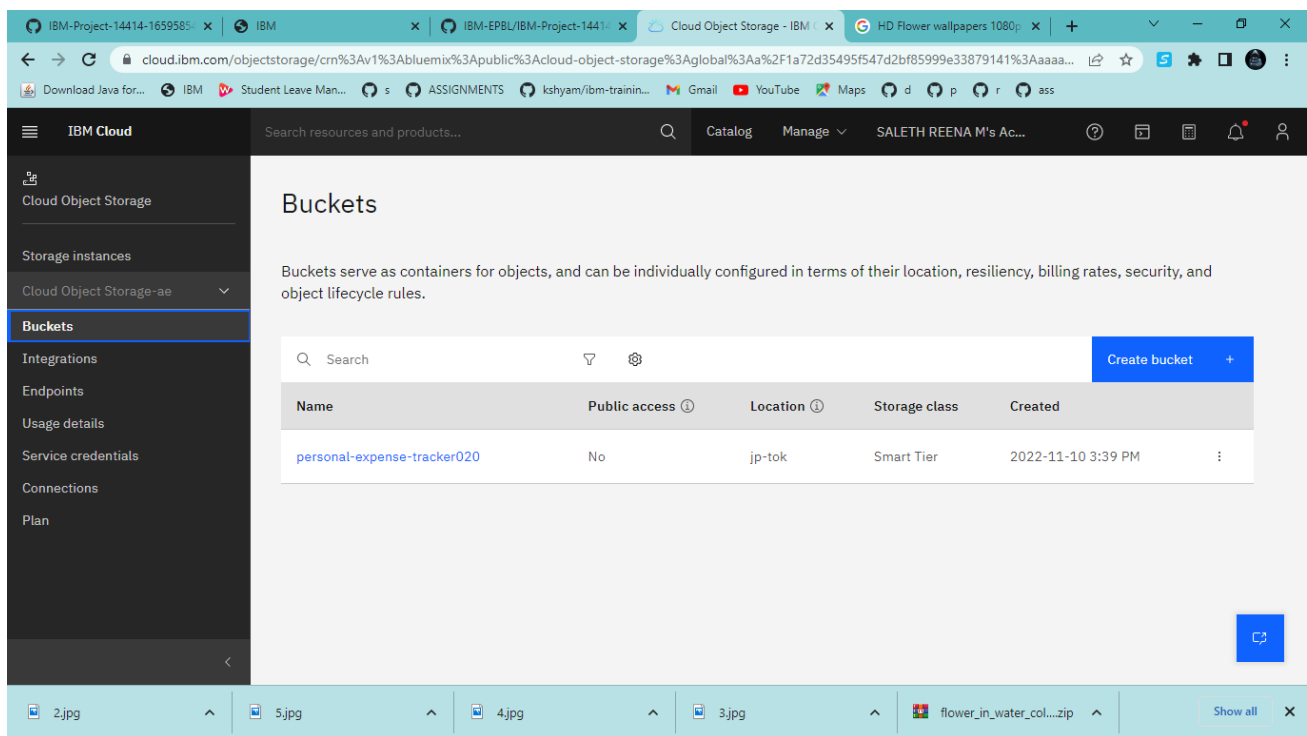 IBM-Project-14414-16595854
IBM
IBM-EPBL/IBM-Project-14414
Cloud Object Storage - IBM C
HD Flower wallpapers 1080p
cloud.ibm.com/objectstorage/crn%3Av1%3Abluemix%3Apublic%3Acloud-object-storage%3Aglobal%3Aa%2F1a72d35495f547d2bf85999e33879141%3Aaaaa...
Download Java for...
IBM
Student Leave Man...
s
ASSIGNMENTS
kshyam/ibm-trainin...
Gmail
YouTube
Maps
d
p
r
ass
IBM Cloud
Search resources and products...
Catalog
Manage
SALETH REENA M's Ac...
Cloud Object Storage
Storage instances
Cloud Object Storage-ae
Buckets
Integrations
Endpoints
Usage details
Service credentials
Connections
Plan
Buckets
Buckets serve as containers for objects, and can be individually configured in terms of their location, resiliency, billing rates, security, and
object lifecycle rules.
Search
Create bucket +
Name Public access Location Storage class Created
personal-expense-tracker020 No jp-tok Smart Tier 2022-11-10 3:39 PM
2.jpg
5.jpg
4.jpg
3.jpg
flower_in_water_col....zip
Show all